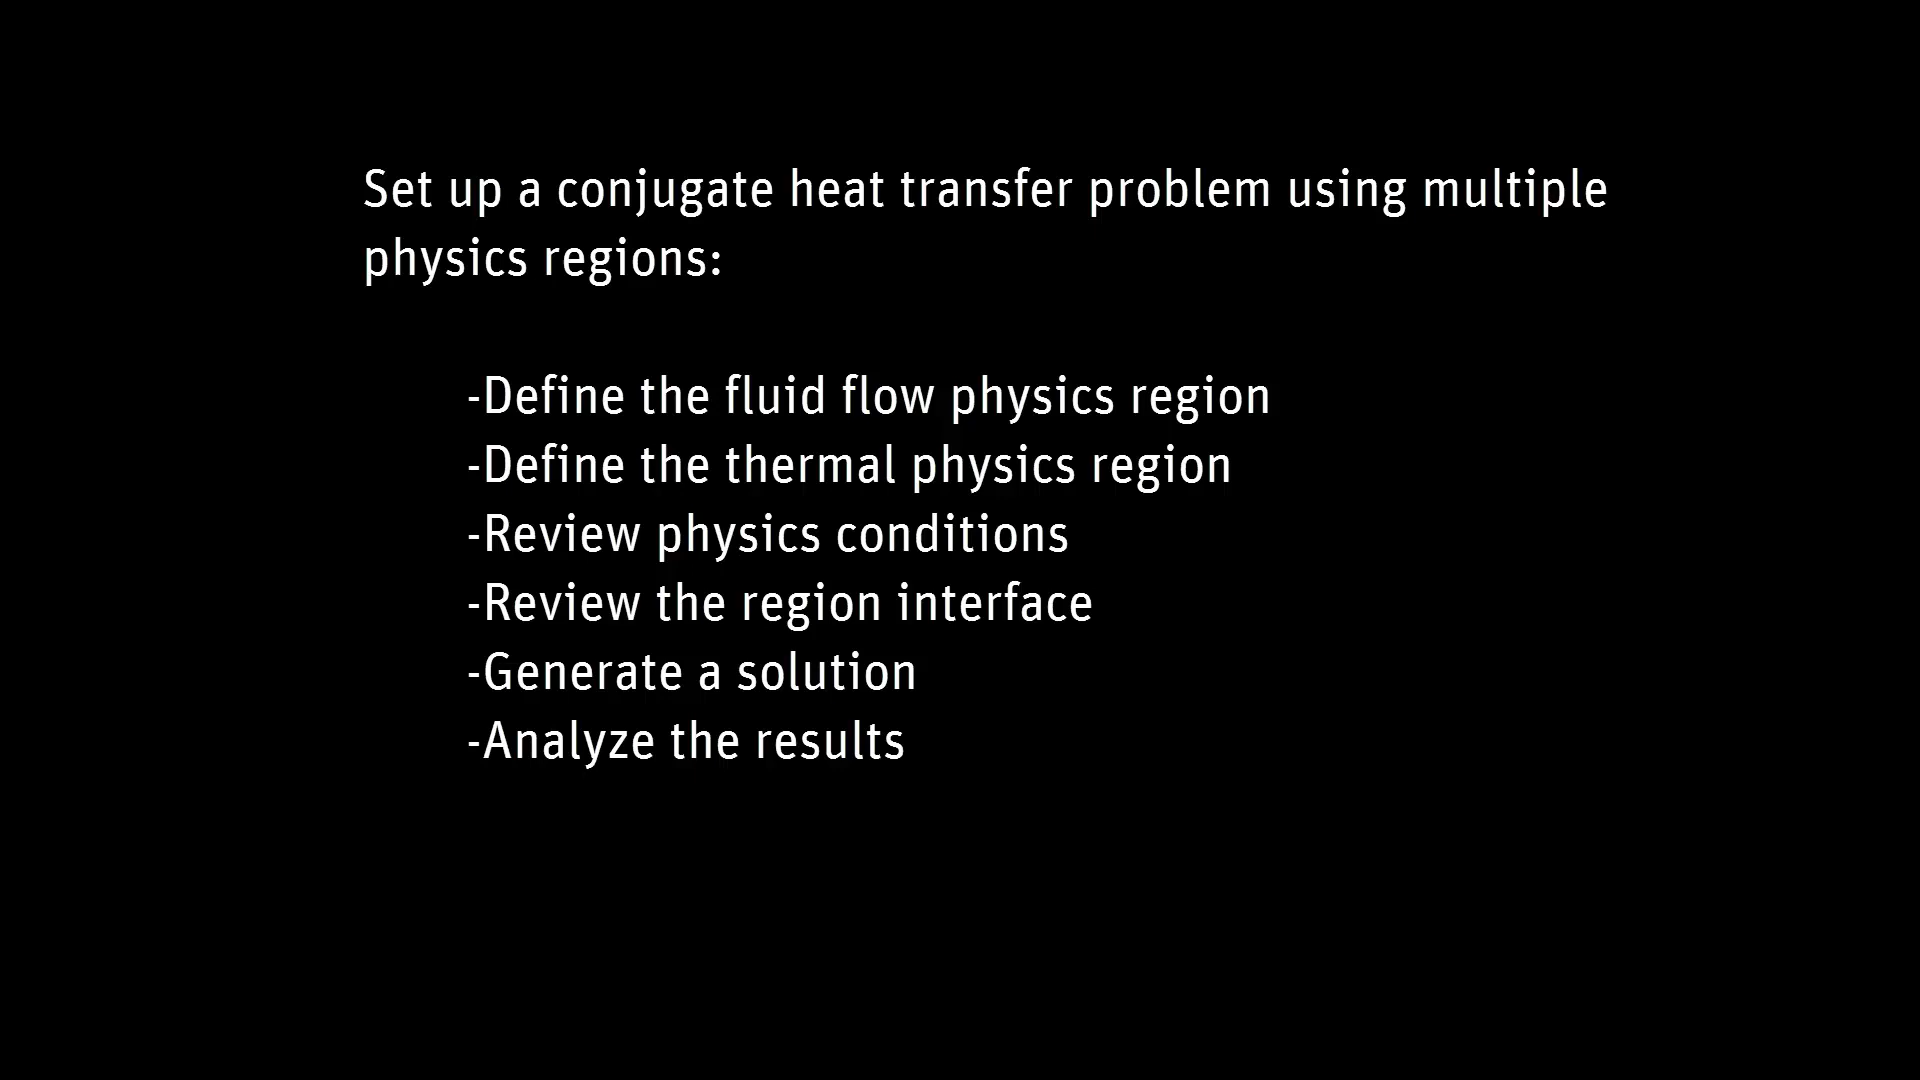 Set up a conjugate heat transfer problem using multiple
physics regions:
-Define the fluid flow physics region
-Define the thermal physics region
-Review physics conditions
-Review the region interface
-Generate a solution
-Analyze the results